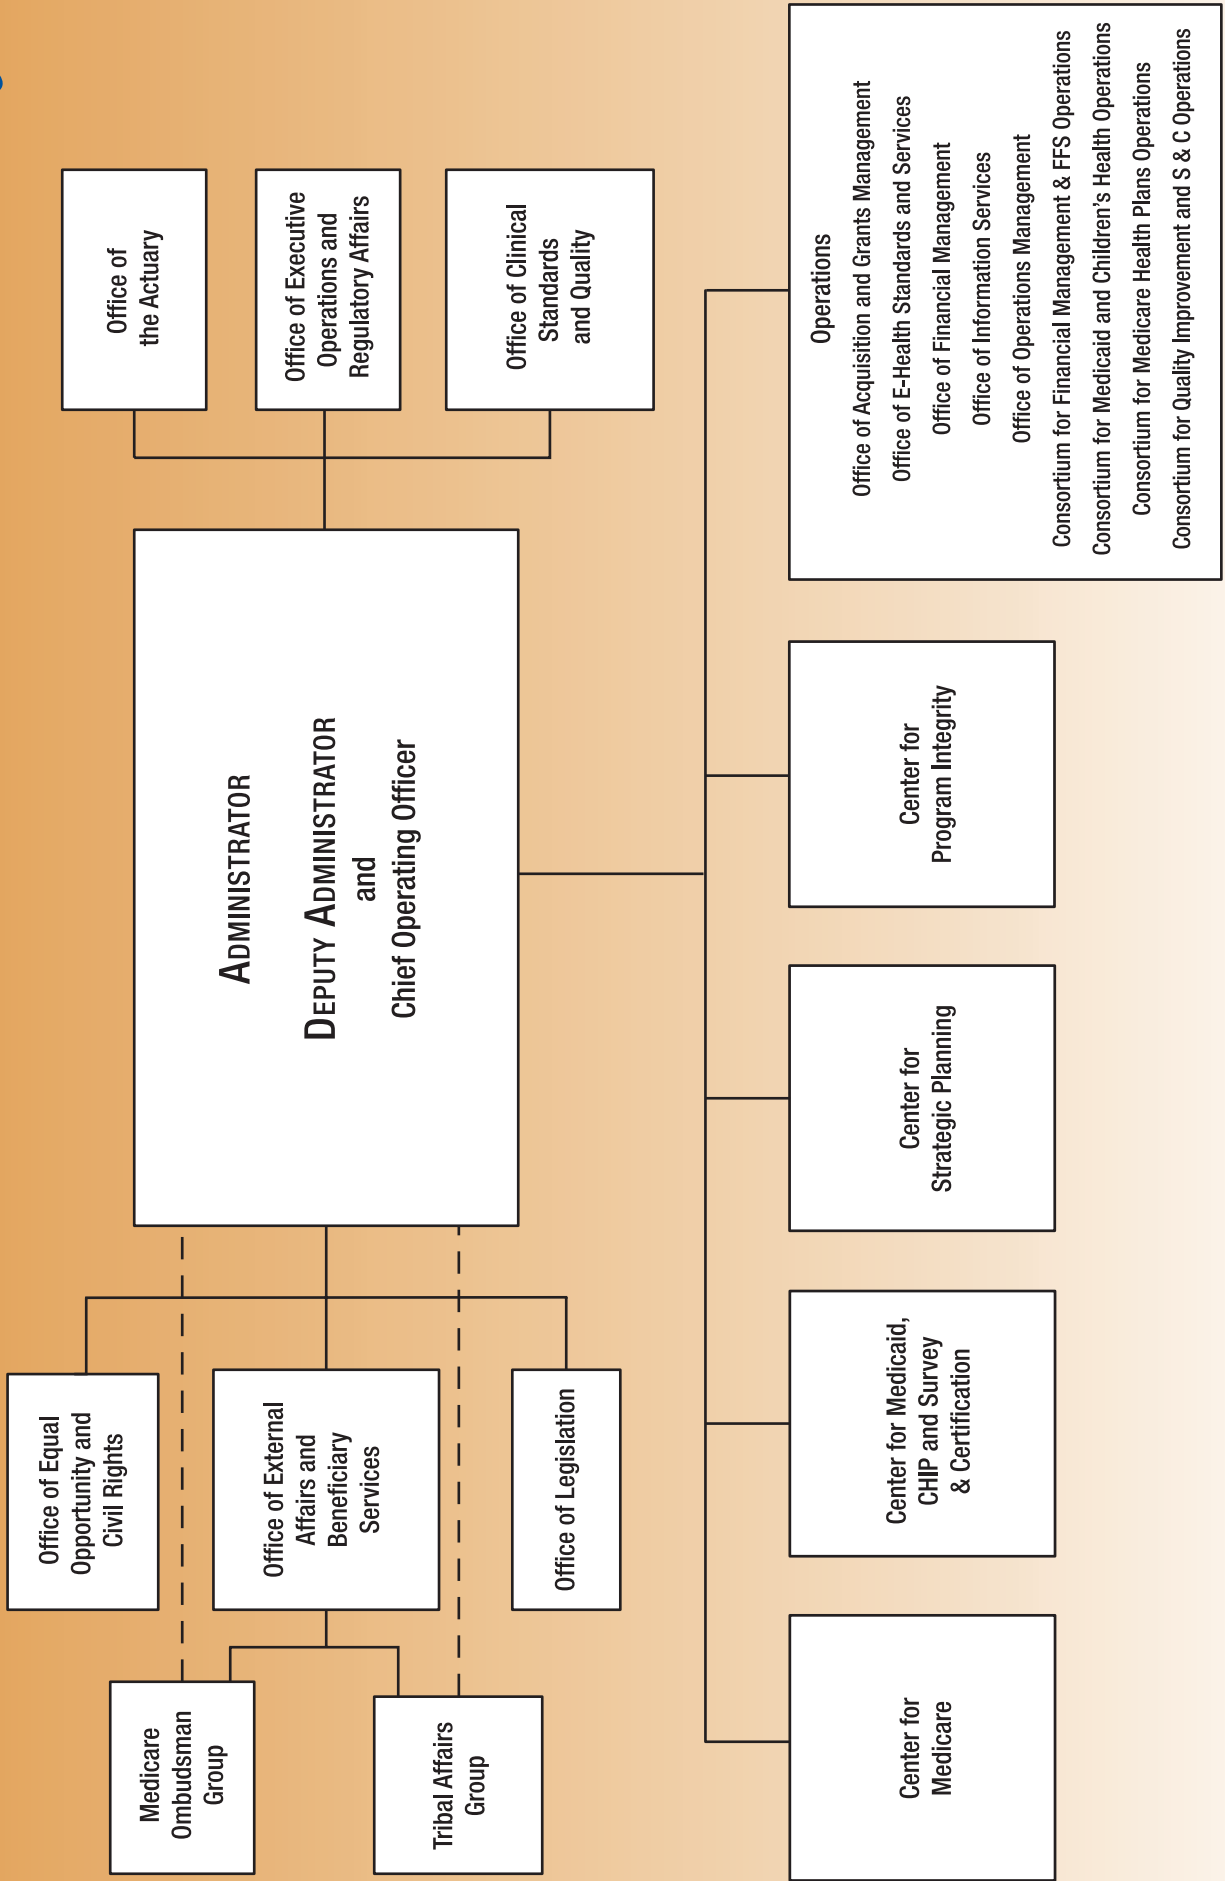 Medicare
Ombudsman
Group
Tribal Affairs
Group
Office of Equal
Opportunity and
Civil Rights
Office of External
Affairs and
Beneficiary
Services
Office of Legislation
ADMINISTRATOR
DEPUTY ADMINISTRATOR
and
Chief Operating Officer
Office of
the Actuary
Office of Executive
Operations and
Regulatory Affairs
Office of Clinical
Standards
and Quality
Center for
Medicare
Center for Medicaid,
CHIP and Survey
& Certification
Center for
Strategic Planning
Center for
Program Integrity
Operations
Office of Acquisition and Grants Management
Office of E-Health Standards and Services
Office of Financial Management
Office of Information Services
Office of Operations Management
Consortium for Financial Management & FFS Operations
Consortium for Medicaid and Children's Health Operations
Consortium for Medicare Health Plans Operations
Consortium for Quality Improvement and S & C Operations